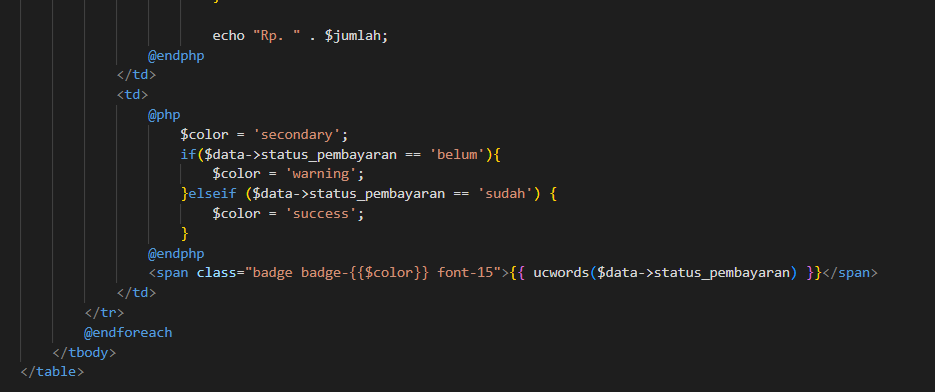 }
echo "Rp. " . $jumlah;
@endphp
</td>
<td>
@php
$color = 'secondary';
if($data->status_pembayaran == 'belum'){
$color = 'warning';
}elseif ($data->status_pembayaran == 'sudah') {
$color = 'success';
}
@endphp
<span class="badge badge-{{$color}} font-15">{{ ucwords($data->status_pembayaran) }}</span>
</td>
</tr>
@endforeach
</tbody>
</table>